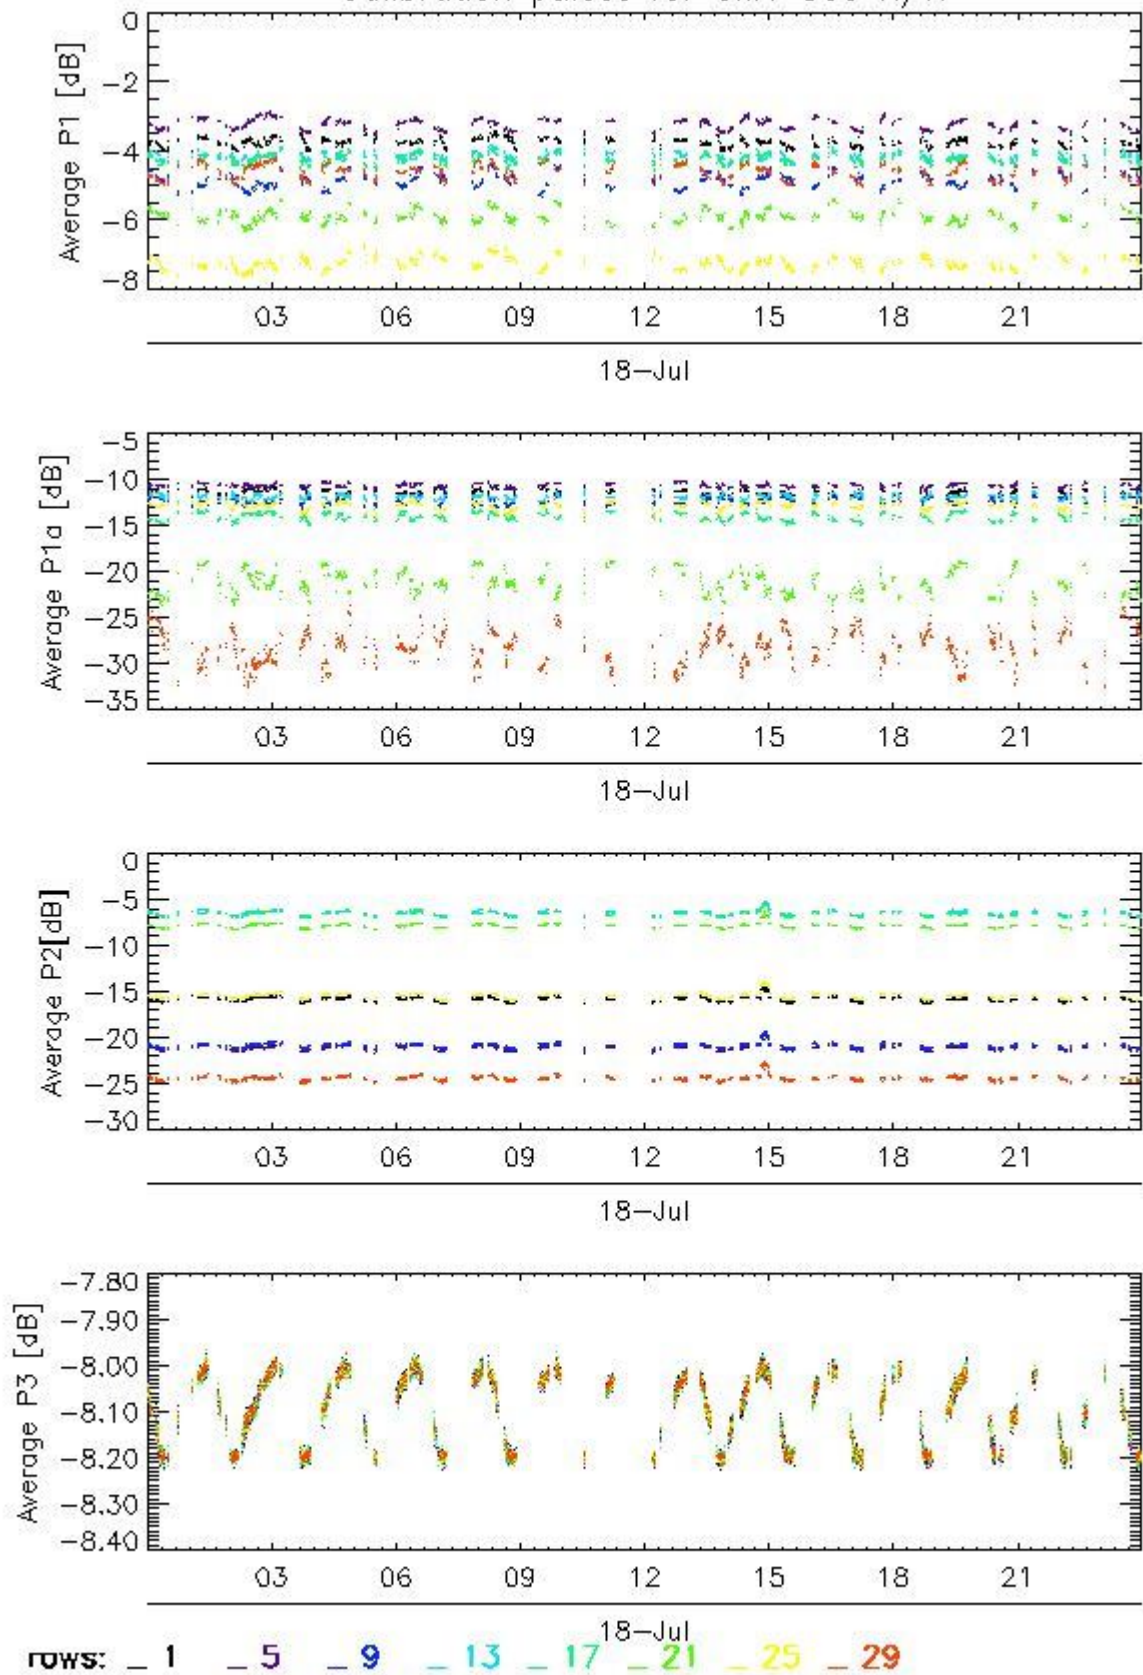 0
-2
-4
-6
-8
Average P1 [dB]
03 06 09 12 15 18 21
18-Jul
-5
-10
-15
-20
-25
-30
-35
Average P1a [dB]
03 06 09 12 15 18 21
18-Jul
0
-5
-10
-15
-20
-25
-30
Average P2[dB]
03 06 09 12 15 18 21
18-Jul
-7.80
-7.90
-8.00
-8.10
-8.20
-8.30
-8.40
Average P3 [dB]
03 06 09 12 15 18 21
18-Jul
rows: _ 1 _ 5 _ 9 _ 13 _ 17 _ 21 _ 25 _ 29